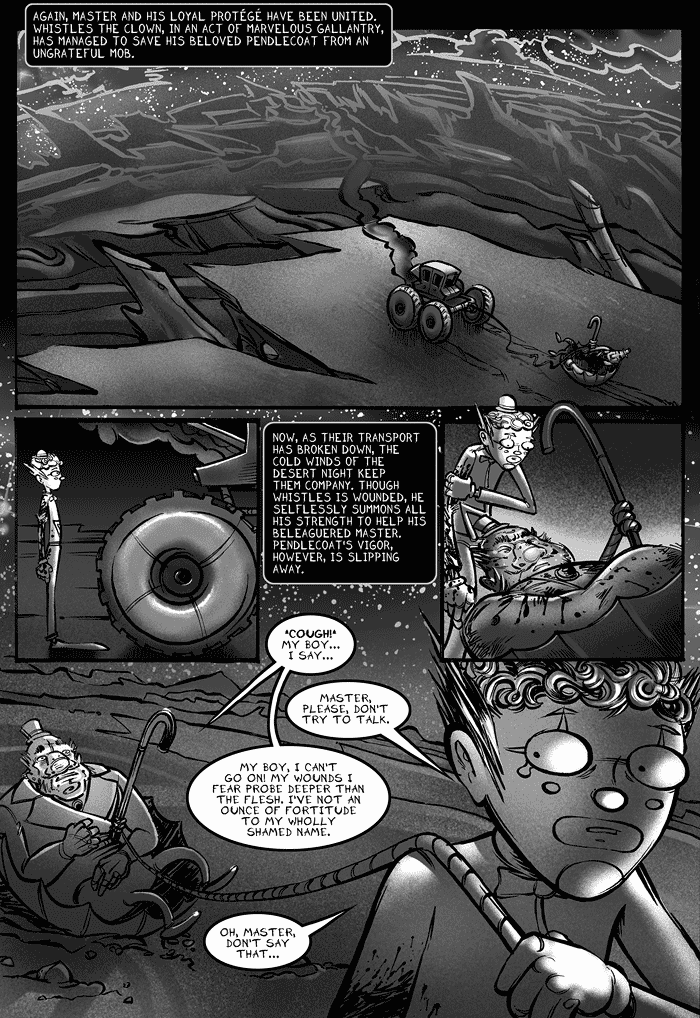 AGAIN, MASTER AND HIS LOYAL PROTÉGÉ HAVE BEEN UNITED.
WHISTLES THE CLOWN, IN AN ACT OF MARVELOUS GALLANTRY,
HAS MANAGED TO SAVE HIS BELOVED PENDLECOAT FROM AN
UNGRATEFUL MOB.
NOW, AS THEIR TRANSPORT
HAS BROKEN DOWN, THE
COLD WINDS OF THE
DESERT NIGHT KEEP
THEM COMPANY. THOUGH
WHISTLES IS WOUNDED, HE
SELFLESSLY SUMMONS ALL
HIS STRENGTH TO HELP HIS
BELEAGUERED MASTER.
PENDLECOAT'S VIGOR,
HOWEVER, IS SLIPPING
AWAY.
*COUGH!*
MY BOY...
I SAY...
MASTER,
PLEASE, DON'T
TRY TO TALK.
MY BOY, I CAN'T
GO ON! MY WOUNDS I
FEAR PROBE DEEPER THAN
THE FLESH. I'VE NOT AN
OUNCE OF FORTITUDE
TO MY WHOLLY
SHAMED NAME.
OH, MASTER,
DON'T SAY
THAT...